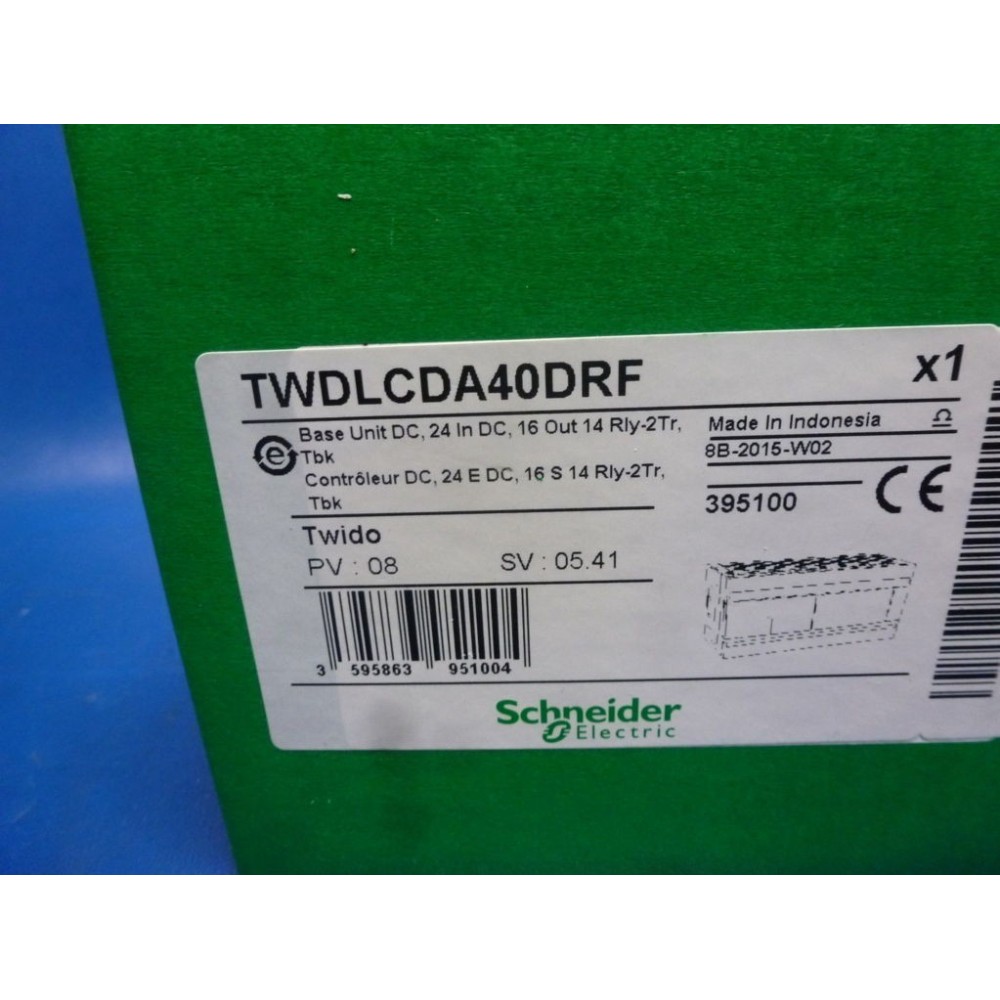 TWDLCDA40DRF
x1
Base Unit DC, 24 In DC, 16 Out 14 Rly-2Tr,
Tbk
Contrôleur DC, 24 E DC, 16 S 14 Rly-2Tr,
Tbk
Made In Indonesia
8B-2015-W02
395100
CE
Twido
PV : 08 SV : 05.41
3 595863 951004
Schneider
Electric